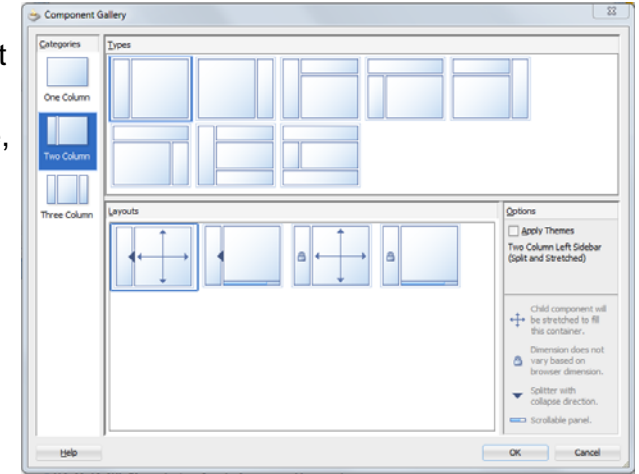 Component Gallery
t
,
Categories
Types
One Column
Two Column
Three Column
Layouts
Options
Apply Themes
Two Column Left Sidebar
(Split and Stretched)
Child component will
be stretched to fill
this container.
Dimension does not
vary based on
browser dimension.
Splitter with
collapse direction.
Scrollable panel.
Help
OK
Cancel